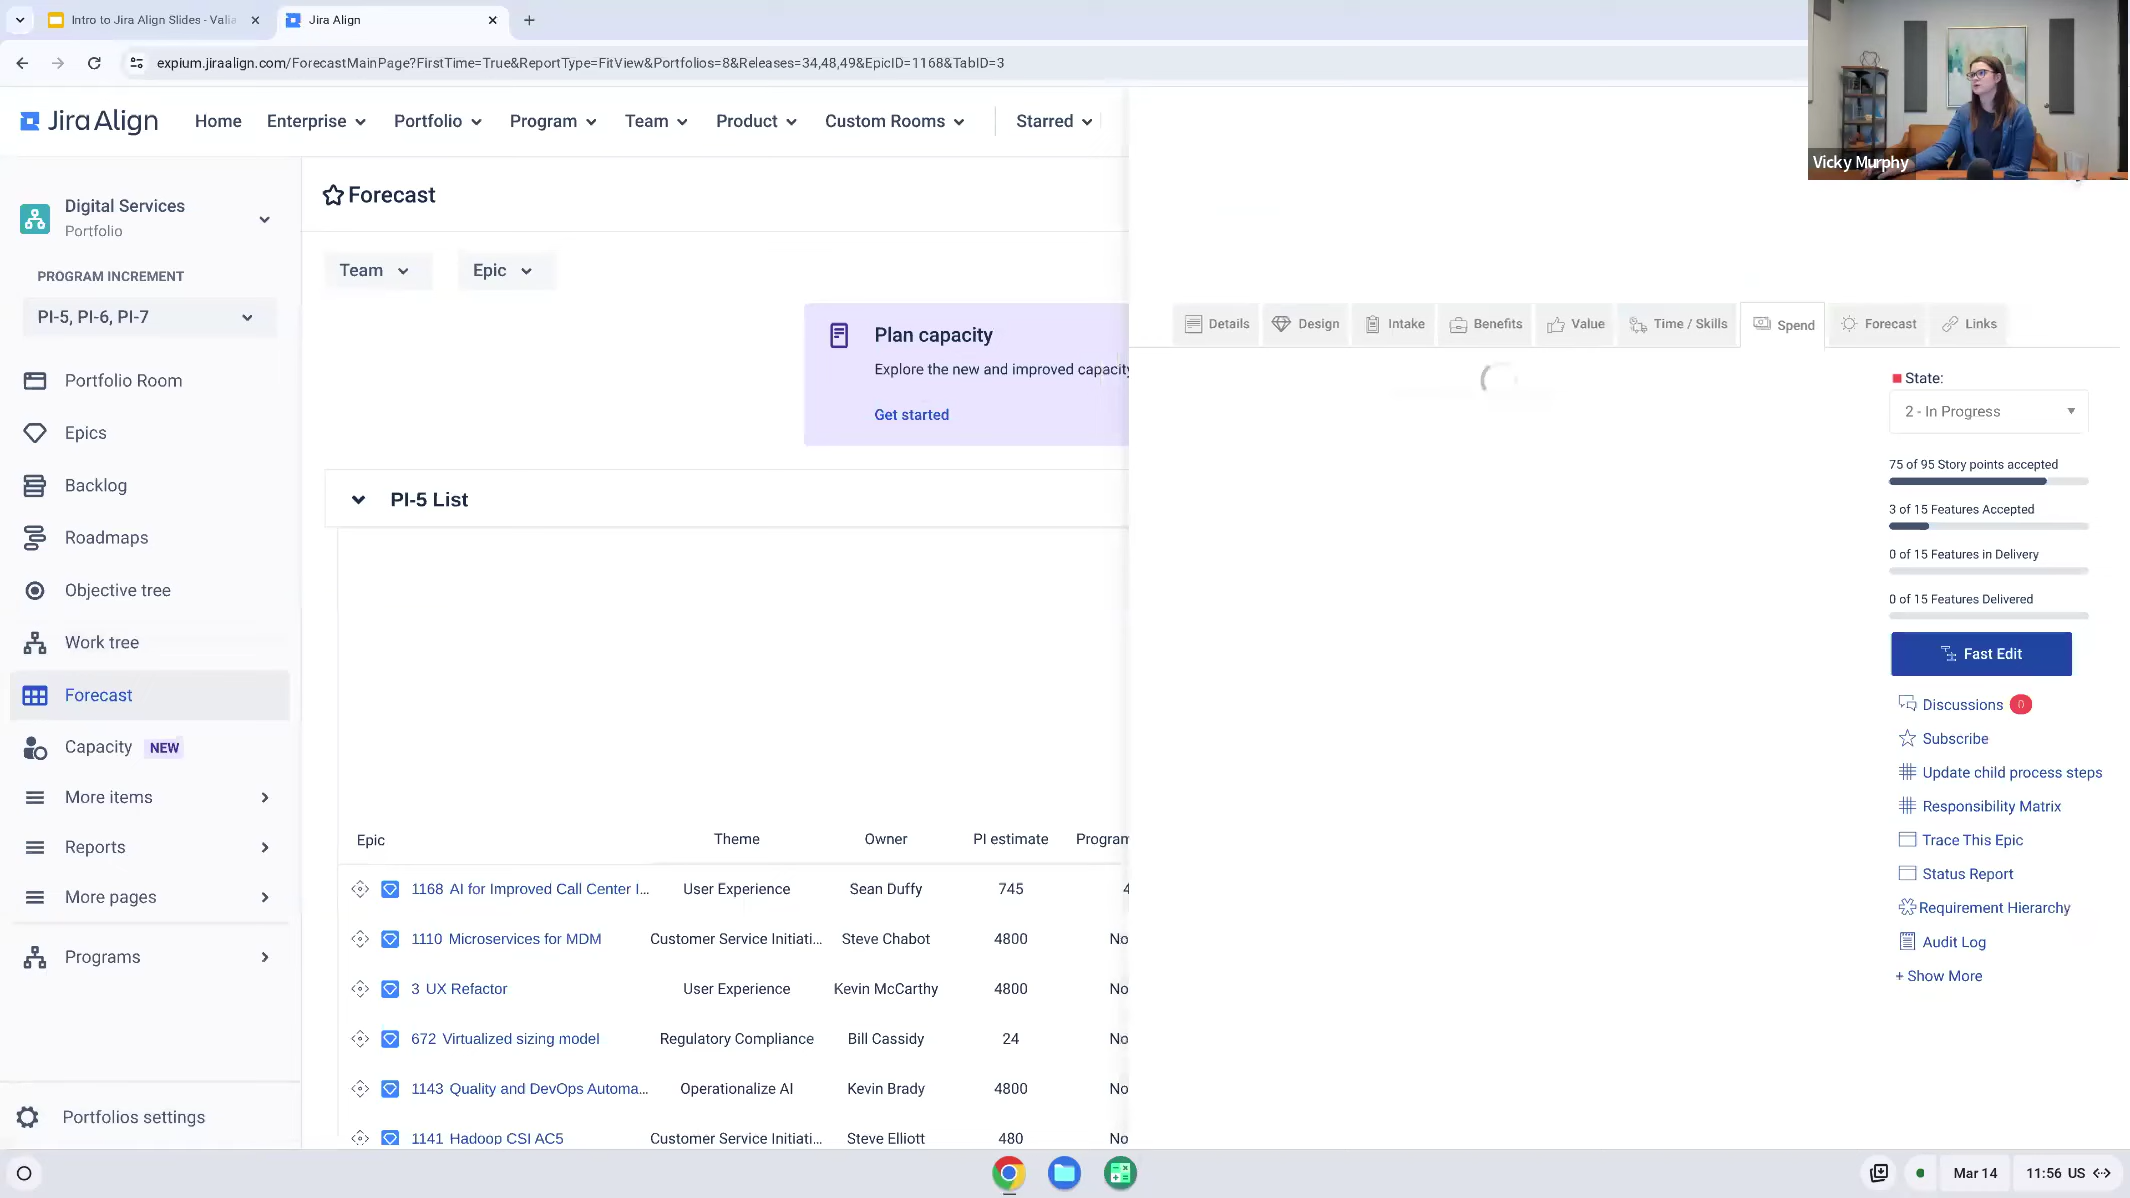 Intro to Jira Align Slides - Valia
Jira Align
expium.jiraalign.com/ForecastMainPage?FirstTime=True&ReportType=FitView&Portfolios=8&Releases=34,48,49&EpicID=1168&TabID=3
Vicky Murphy
Jira Align
Home
Enterprise
Portfolio
Program
Team
Product
Custom Rooms
Starred
Digital Services
Portfolio
PROGRAM INCREMENT
PI-5, PI-6, PI-7
Portfolio Room
Epics
Backlog
Roadmaps
Objective tree
Work tree
Forecast
Capacity NEW
More items
Reports
More pages
Programs
Portfolios settings
Forecast
Team
Epic
Plan capacity
Explore the new and improved capacity
Get started
PI-5 List
Epic Theme Owner PI estimate Program
1168 AI for Improved Call Center I... User Experience Sean Duffy 745 4
1110 Microservices for MDM Customer Service Initiati... Steve Chabot 4800 No
3 UX Refactor User Experience Kevin McCarthy 4800 No
672 Virtualized sizing model Regulatory Compliance Bill Cassidy 24 No
1143 Quality and DevOps Automa... Operationalize AI Kevin Brady 4800 No
1141 Hadoop CSI AC5 Customer Service Initiati... Steve Elliott 480 No
Details
Design
Intake
Benefits
Value
Time / Skills
Spend
Forecast
Links
State:
2 - In Progress
75 of 95 Story points accepted
3 of 15 Features Accepted
0 of 15 Features in Delivery
0 of 15 Features Delivered
Fast Edit
Discussions 0
Subscribe
Update child process steps
Responsibility Matrix
Trace This Epic
Status Report
Requirement Hierarchy
Audit Log
+ Show More
Mar 14
11:56 US